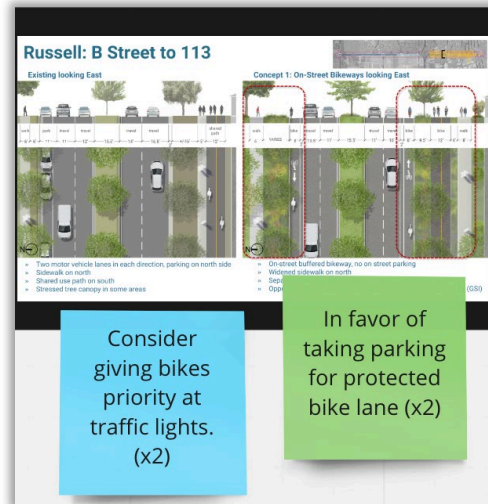 Russell: B Street to 113
Existing looking East
Concept 1: On-Street Bikeways looking East
» Two motor vehicle lanes in each direction, parking on north side
» Sidewalk on north
» Shared use path on south
» Stressed tree canopy in some areas
» On-street buffered bikeway, no on street parking
» Widened sidewalk on north
» Sepa
» Oppo
(GSI)
Consider
giving bikes
priority at
traffic lights.
(x2)
In favor of
taking parking
for protected
bike lane (x2)